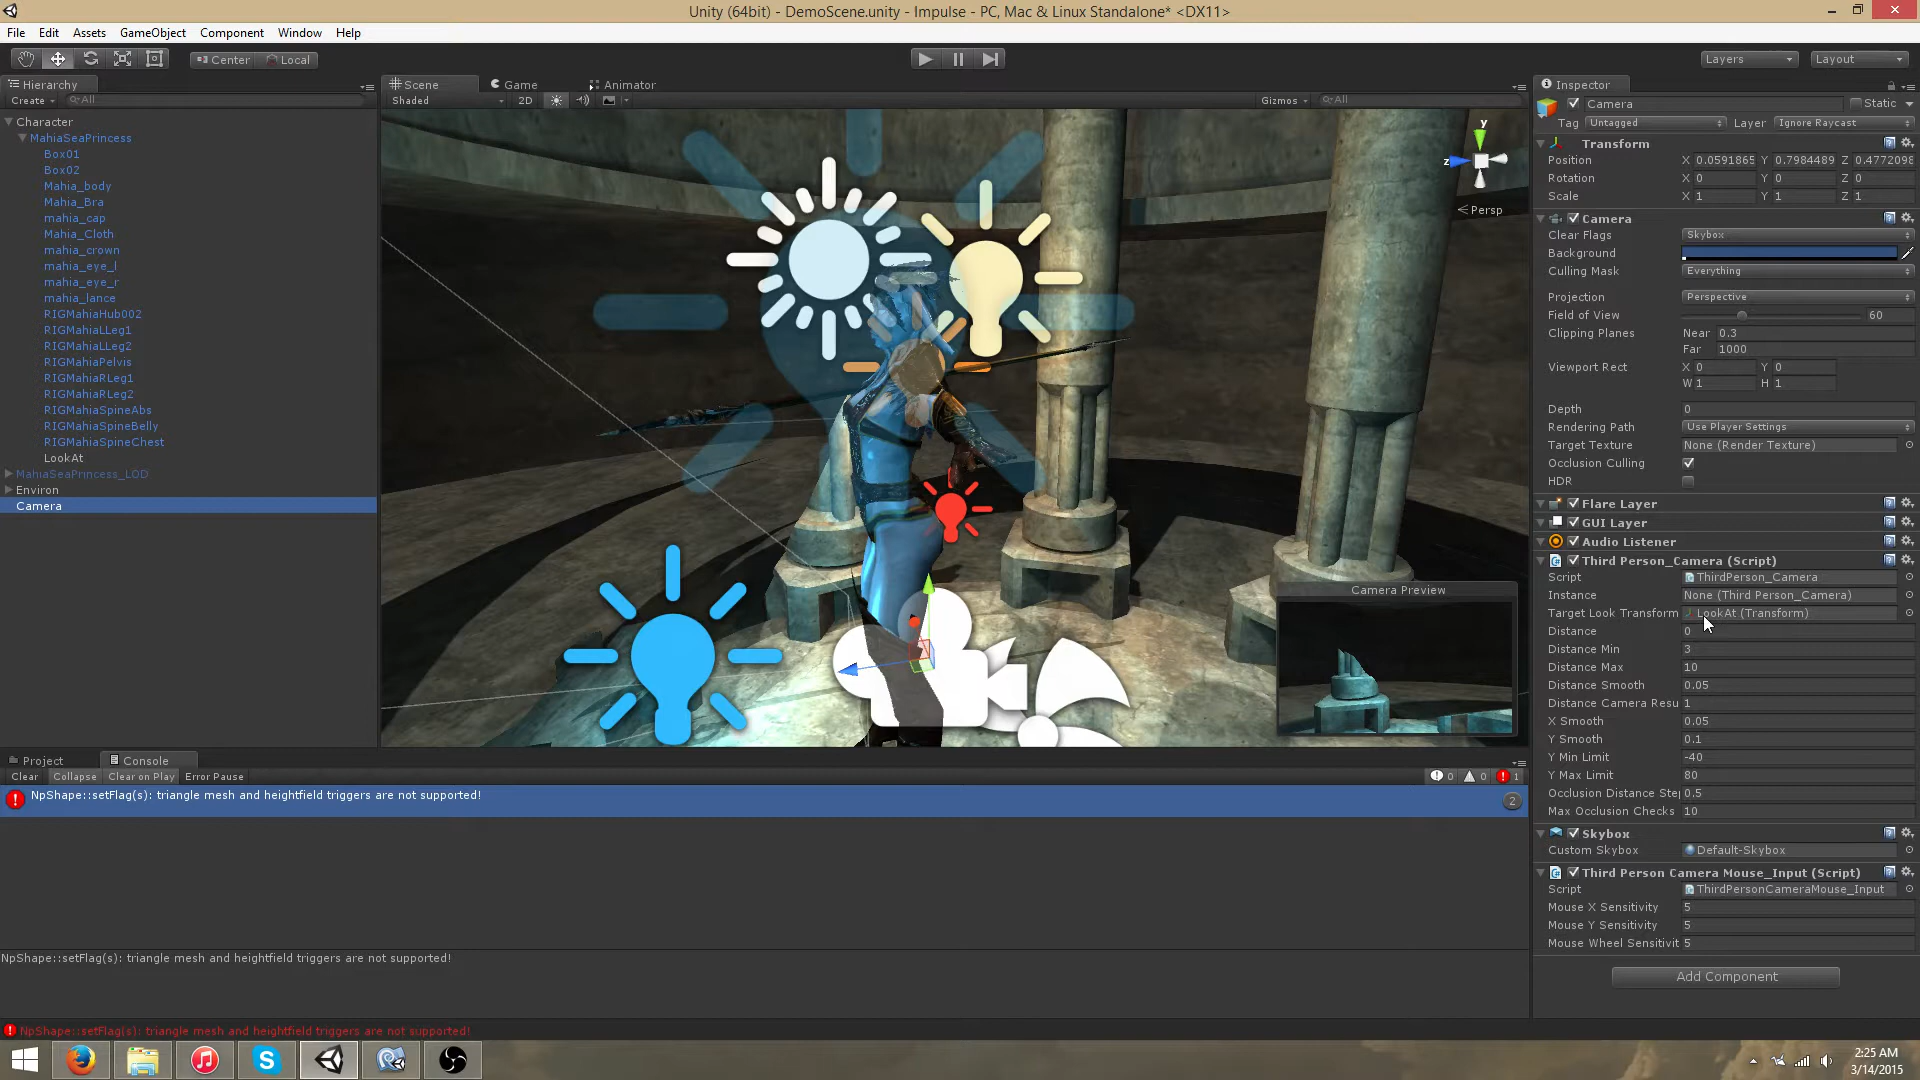 Unity (64bit) - DemoScene.unity - Impulse - PC, Mac & Linux Standalone* <DX11>
File Edit Assets GameObject Component Window Help
Center Local
Layers Layout
Hierarchy
Create All
Character
MahiaSeaPrincess
Box01
Box02
Mahia_body
Mahia_Bra
mahia_cap
Mahia_Cloth
mahia_crown
mahia_eye_l
mahia_eye_r
mahia_lance
RIGMahiaHub002
RIGMahiaLLeg1
RIGMahiaLLeg2
RIGMahiaPelvis
RIGMahiaRLeg1
RIGMahiaRLeg2
RIGMahiaSpineAbs
RIGMahiaSpineBelly
RIGMahiaSpineChest
LookAt
MahiaSeaPrincess_LOD
Environ
Camera
Scene Game Animator
Shaded 2D Gizmos All
y
z
Persp
Camera Preview
Inspector
Camera Static
Tag Untagged Layer Ignore Raycast
Transform
Position X 0.0591865 Y 0.7984489 Z 0.4772098
Rotation X 0 Y 0 Z 0
Scale X 1 Y 1 Z 1
Camera
Clear Flags Skybox
Background
Culling Mask Everything
Projection Perspective
Field of View 60
Clipping Planes Near 0.3
Far 1000
Viewport Rect X 0 Y 0
W 1 H 1
Depth 0
Rendering Path Use Player Settings
Target Texture None (Render Texture)
Occlusion Culling
HDR
Flare Layer
GUI Layer
Audio Listener
Third Person_Camera (Script)
Script ThirdPerson_Camera
Instance None (Third Person_Camera)
Target Look Transform LookAt (Transform)
Distance 0
Distance Min 3
Distance Max 10
Distance Smooth 0.05
Distance Camera Resu 1
X Smooth 0.05
Y Smooth 0.1
Y Min Limit -40
Y Max Limit 80
Occlusion Distance Ste 0.5
Max Occlusion Checks 10
Skybox
Custom Skybox Default-Skybox
Third Person Camera Mouse_Input (Script)
Script ThirdPersonCameraMouse_Input
Mouse X Sensitivity 5
Mouse Y Sensitivity 5
Mouse Wheel Sensitivit 5
Add Component
Project Console
Clear Collapse Clear on Play Error Pause 0 0 1
NpShape::setFlag(s): triangle mesh and heightfield triggers are not supported! 2
NpShape::setFlag(s): triangle mesh and heightfield triggers are not supported!
NpShape::setFlag(s): triangle mesh and heightfield triggers are not supported!
2:25 AM
3/14/2015